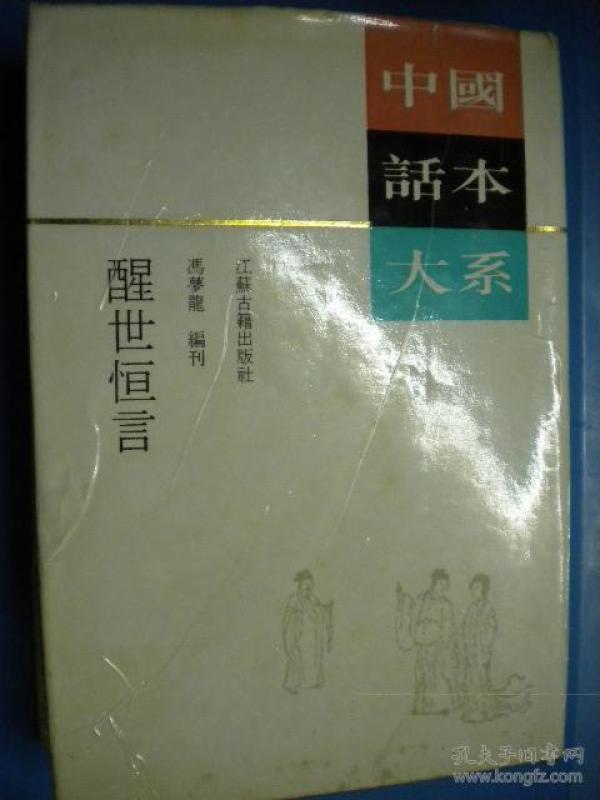 中國
話本
大系
江蘇古籍出版社
馮夢龍 編刊
醒世恒言
孔夫子旧书网
www.kongfz.com